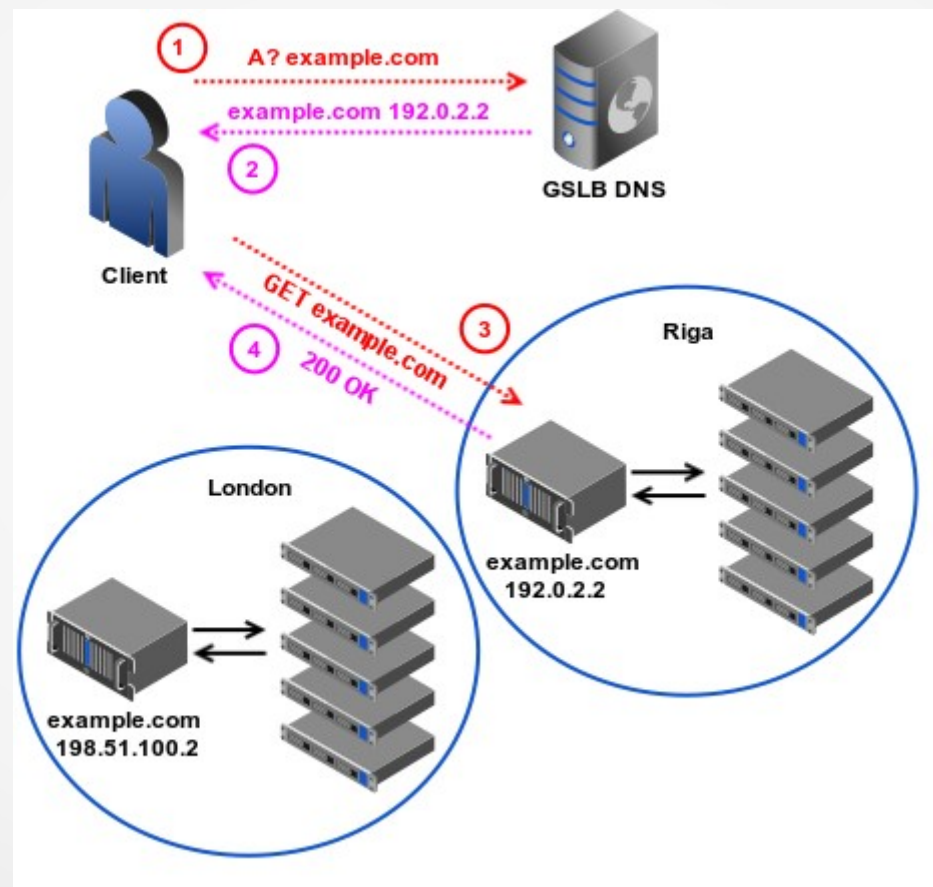 1
A? example.com
example.com 192.0.2.2
2
GSLB DNS
Client
GET example.com
3
4
200 OK
Riga
example.com
192.0.2.2
London
example.com
198.51.100.2